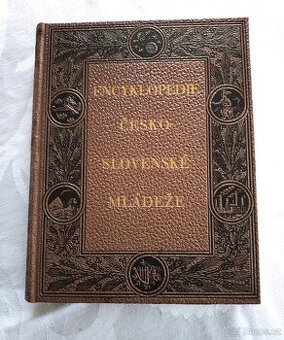 ENCYKLOPEDIE
ČESKO-
SLOVENSKÉ
MLÁDEŽE